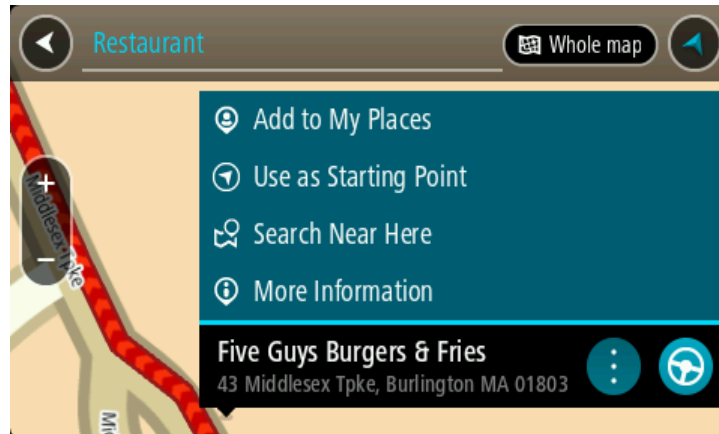 Restaurant
Whole map
Add to My Places
Use as Starting Point
Search Near Here
More Information
Five Guys Burgers & Fries
43 Middlesex Tpke, Burlington MA 01803
+
Middlesex Tpke
−
Mi